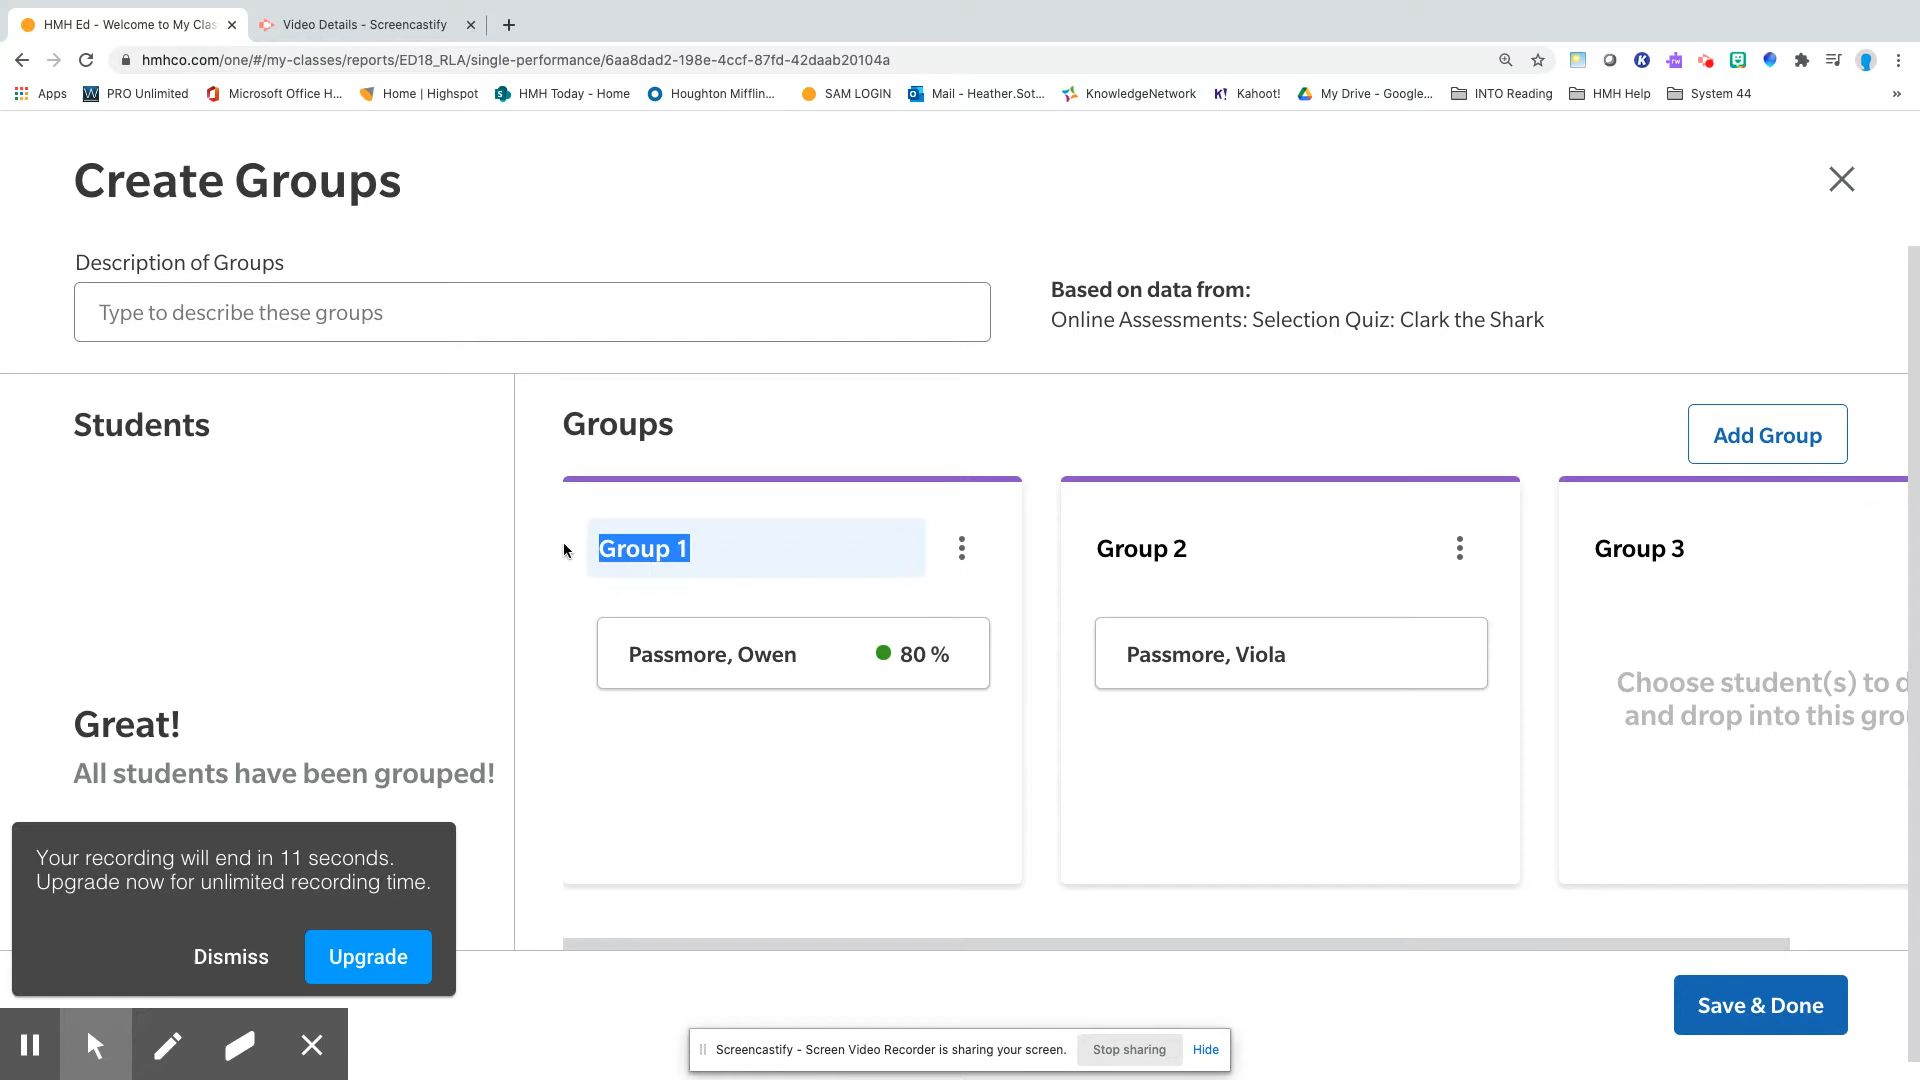 HMH Ed - Welcome to My Clas
Video Details - Screencastify
hmhco.com/one/#/my-classes/reports/ED18_RLA/single-performance/6aa8dad2-198e-4ccf-87fd-42daab20104a
Apps
PRO Unlimited
Microsoft Office H...
Home | Highspot
HMH Today - Home
Houghton Mifflin...
SAM LOGIN
Mail - Heather.Sot...
KnowledgeNetwork
K! Kahoot!
My Drive - Google...
INTO Reading
HMH Help
System 44
»
Create Groups
Description of Groups
Type to describe these groups
Based on data from:
Online Assessments: Selection Quiz: Clark the Shark
Students
Groups
Add Group
Group 1
Group 2
Group 3
Passmore, Owen
80 %
Passmore, Viola
Choose student(s) to d
and drop into this gro
Great!
All students have been grouped!
Your recording will end in 11 seconds.
Upgrade now for unlimited recording time.
Dismiss
Upgrade
Save & Done
Screencastify - Screen Video Recorder is sharing your screen.
Stop sharing
Hide